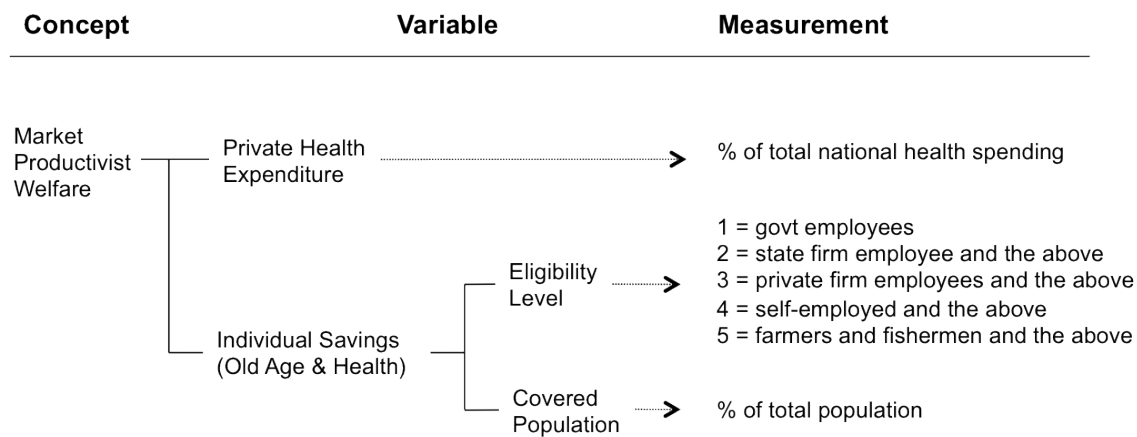 Concept Variable Measurement
Market
Productivist
Welfare
Private Health
Expenditure
% of total national health spending
Individual Savings
(Old Age & Health)
Eligibility
Level
1 = govt employees
2 = state firm employee and the above
3 = private firm employees and the above
4 = self-employed and the above
5 = farmers and fishermen and the above
Covered
Population
% of total population